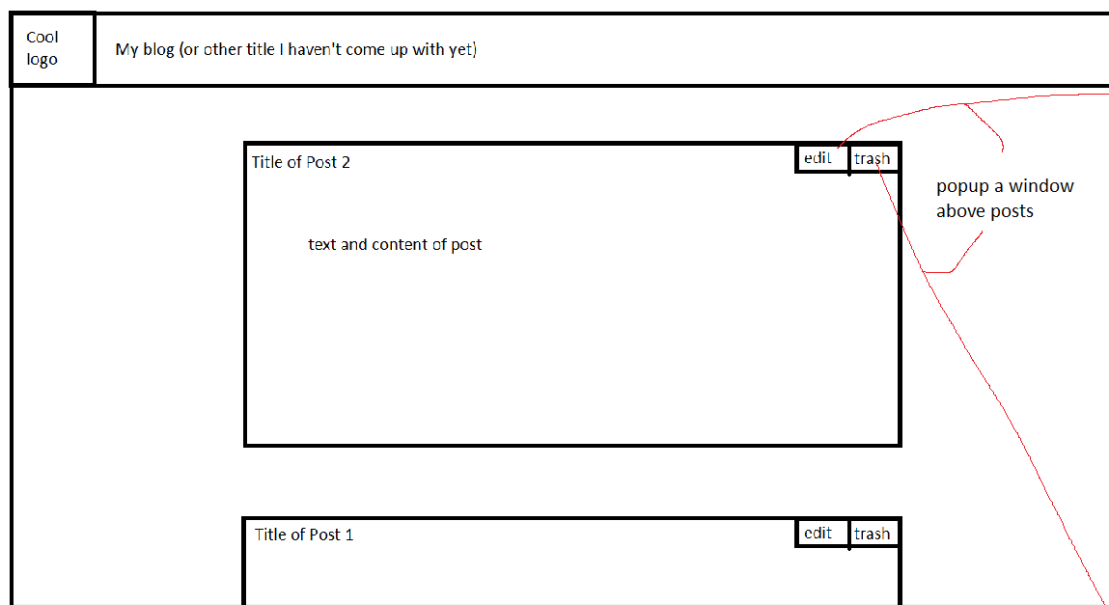 Cool
logo
My blog (or other title I haven't come up with yet)
Title of Post 2
edit
trash
popup a window
above posts
text and content of post
Title of Post 1
edit
trash